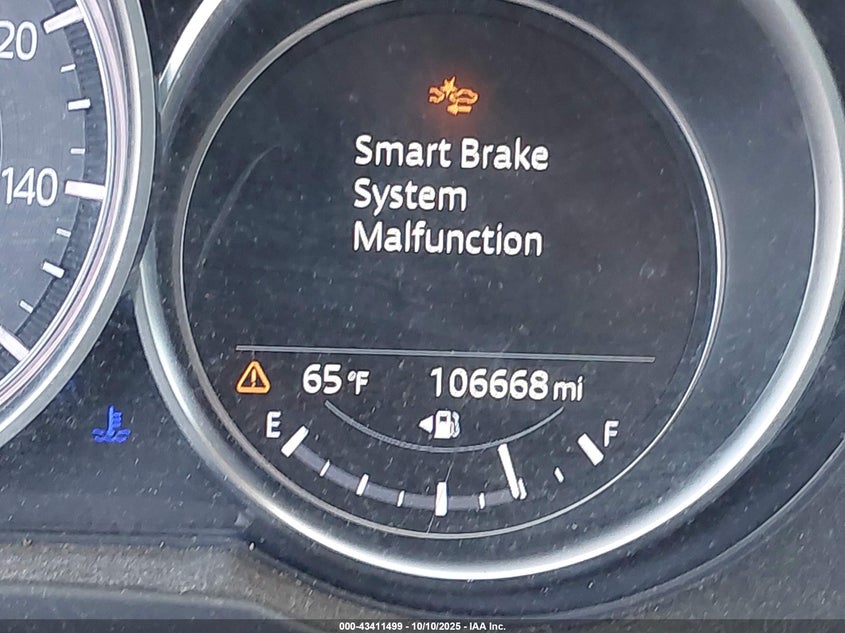 20
140
Smart Brake
System
Malfunction
65°F 106668 mi
E F
000-43411499 - 10/10/2025 - IAA Inc.